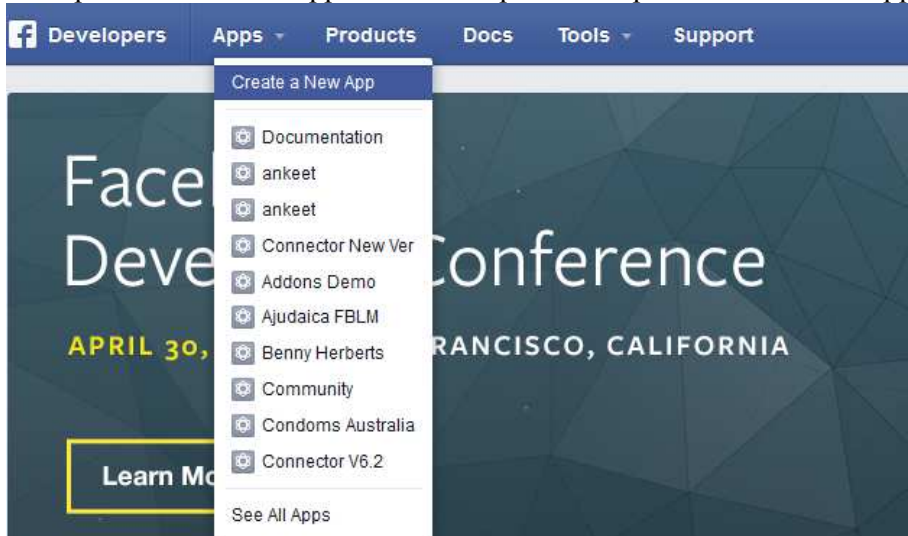 Developers Apps Products Docs Tools Support
Create a New App
Documentation
ankeet
ankeet
Connector New Ver
Addons Demo
Ajudaica FBLM
Benny Herberts
Community
Condoms Australia
Connector V6.2
See All Apps
Face
Deve Conference
APRIL 30, RANCISCO, CALIFORNIA
Learn Mo